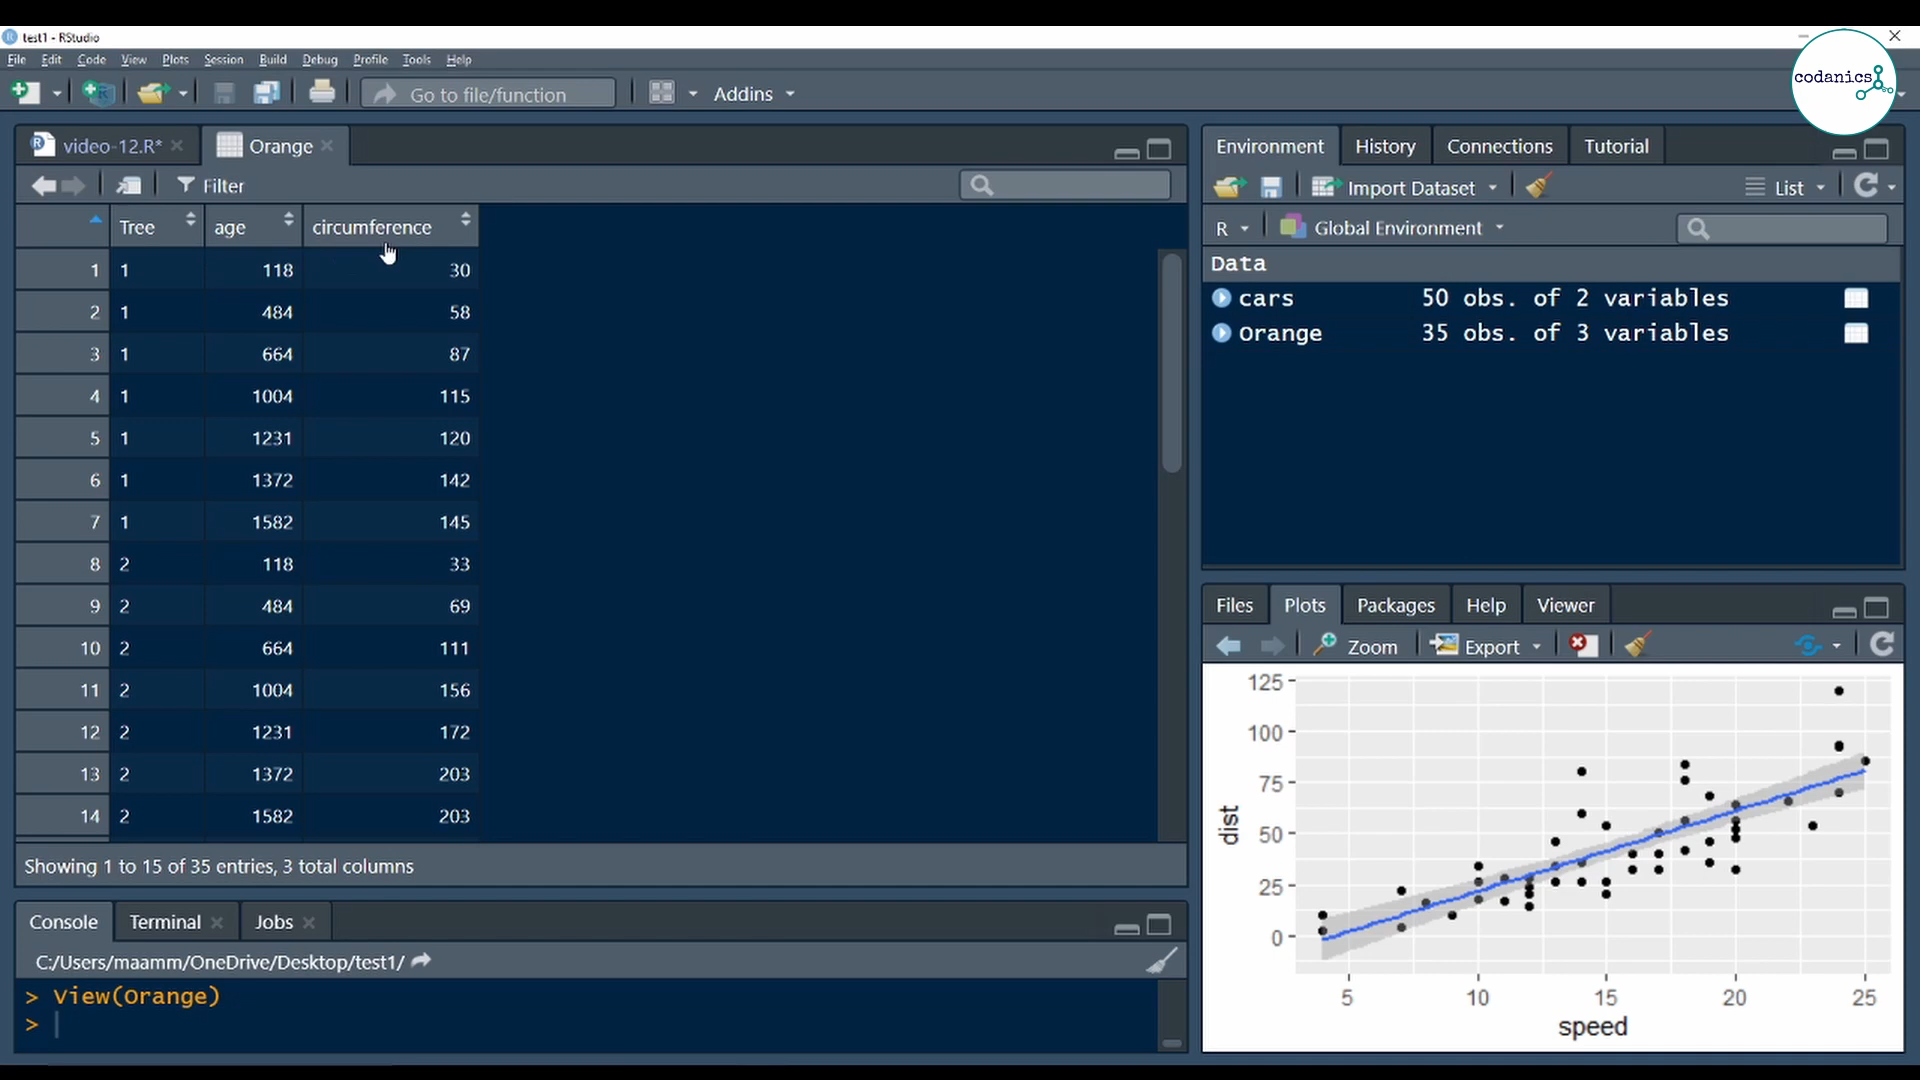 test1 - RStudio
File Edit Code View Plots Session Build Debug Profile Tools Help
Go to file/function Addins
codanics
video-12.R* Orange
Filter
Tree age circumference
1 1 118 30
2 1 484 58
3 1 664 87
4 1 1004 115
5 1 1231 120
6 1 1372 142
7 1 1582 145
8 2 118 33
9 2 484 69
10 2 664 111
11 2 1004 156
12 2 1231 172
13 2 1372 203
14 2 1582 203
Showing 1 to 15 of 35 entries, 3 total columns
Console Terminal Jobs
C:/Users/maamm/OneDrive/Desktop/test1/
> View(Orange)
>
Environment History Connections Tutorial
Import Dataset List
R Global Environment
Data
cars 50 obs. of 2 variables
Orange 35 obs. of 3 variables
Files Plots Packages Help Viewer
Zoom Export
125
100
75
50
25
0
dist
5 10 15 20 25
speed